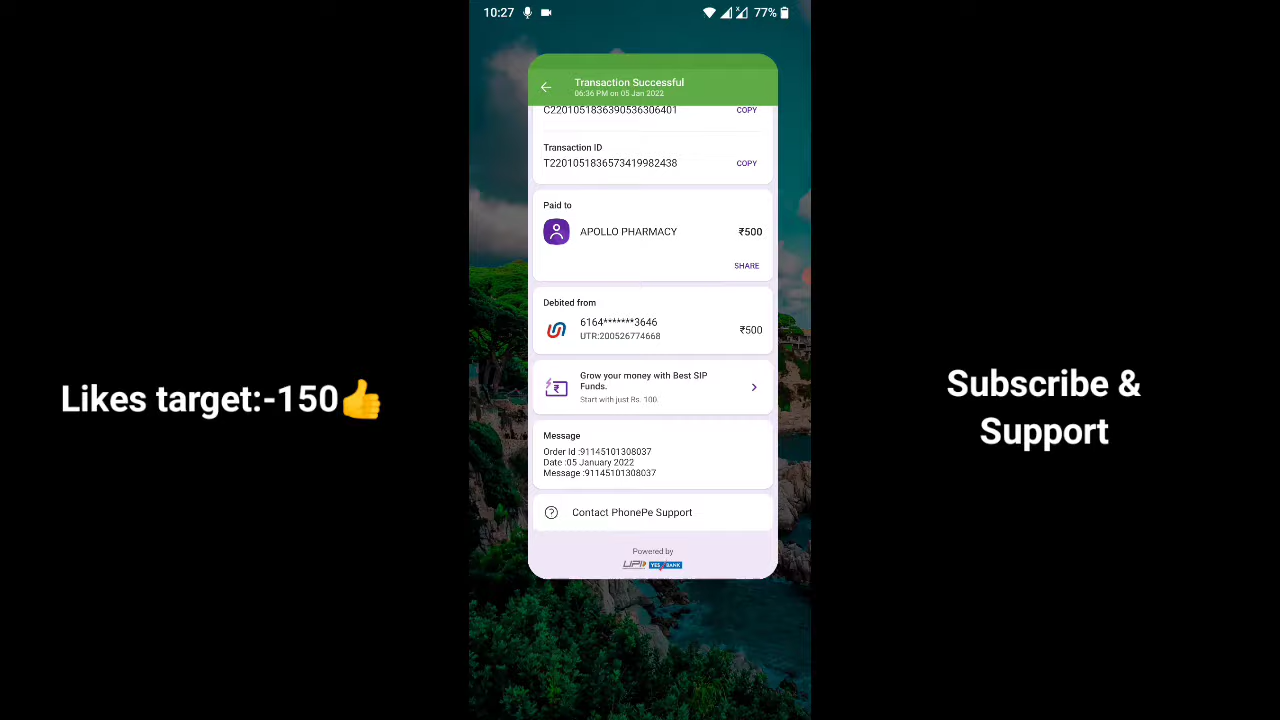 10:27
77%
Transaction Successful
06:36 PM on 05 Jan 2022
C2201051836390536306401
COPY
Transaction ID
T2201051836573419982438
COPY
Paid to
APOLLO PHARMACY
₹500
SHARE
Debited from
6164*******3646
₹500
UTR:200526774668
Grow your money with Best SIP
Funds.
Start with just Rs. 100
Message
Order Id :91145101308037
Date :05 January 2022
Message :91145101308037
Contact PhonePe Support
Powered by
UPI YES BANK
Likes target:-150👍
Subscribe &
Support